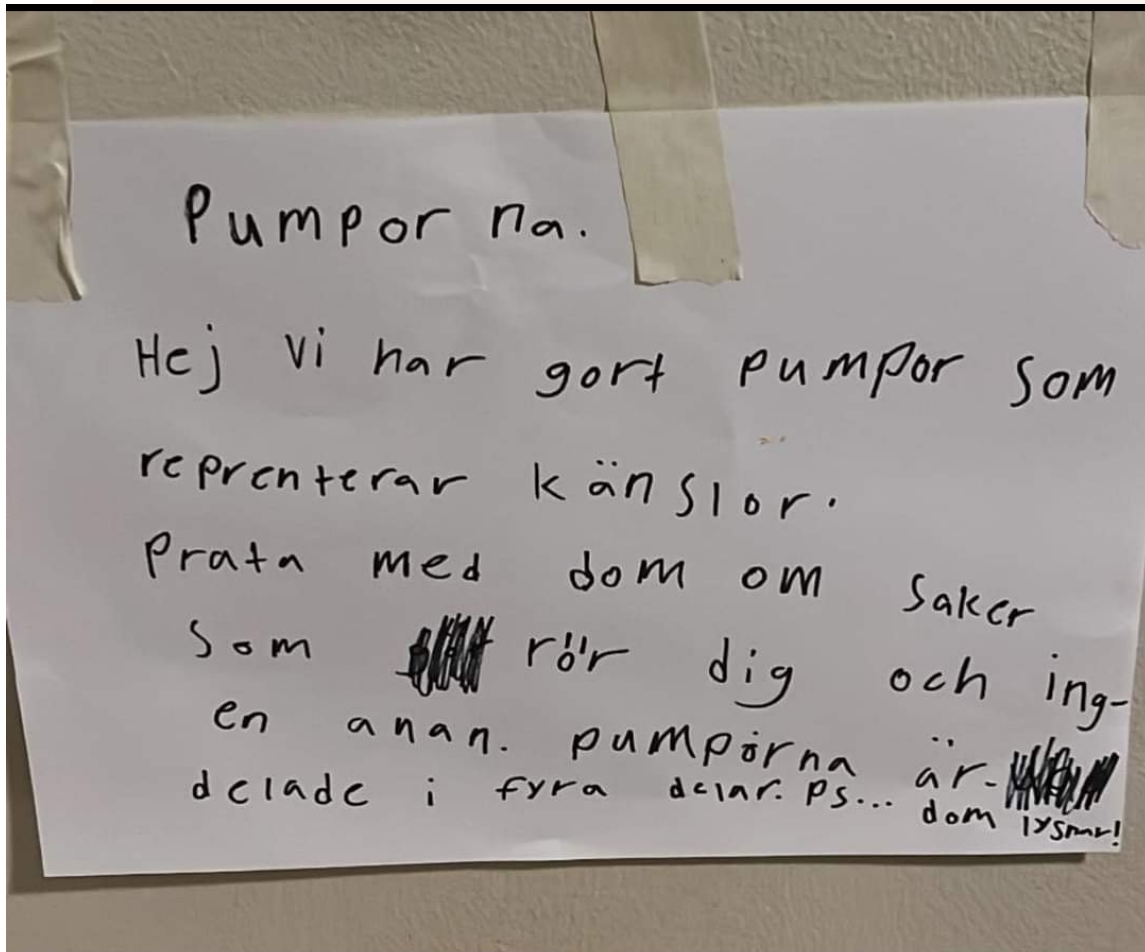 Pumpor na.
Hej vi har gort pumpor som
reprenterar känslor.
Prata med dom om saker
som rör dig och ing-
en anan. pumporna är-
delade i fyra delar. Ps... dom